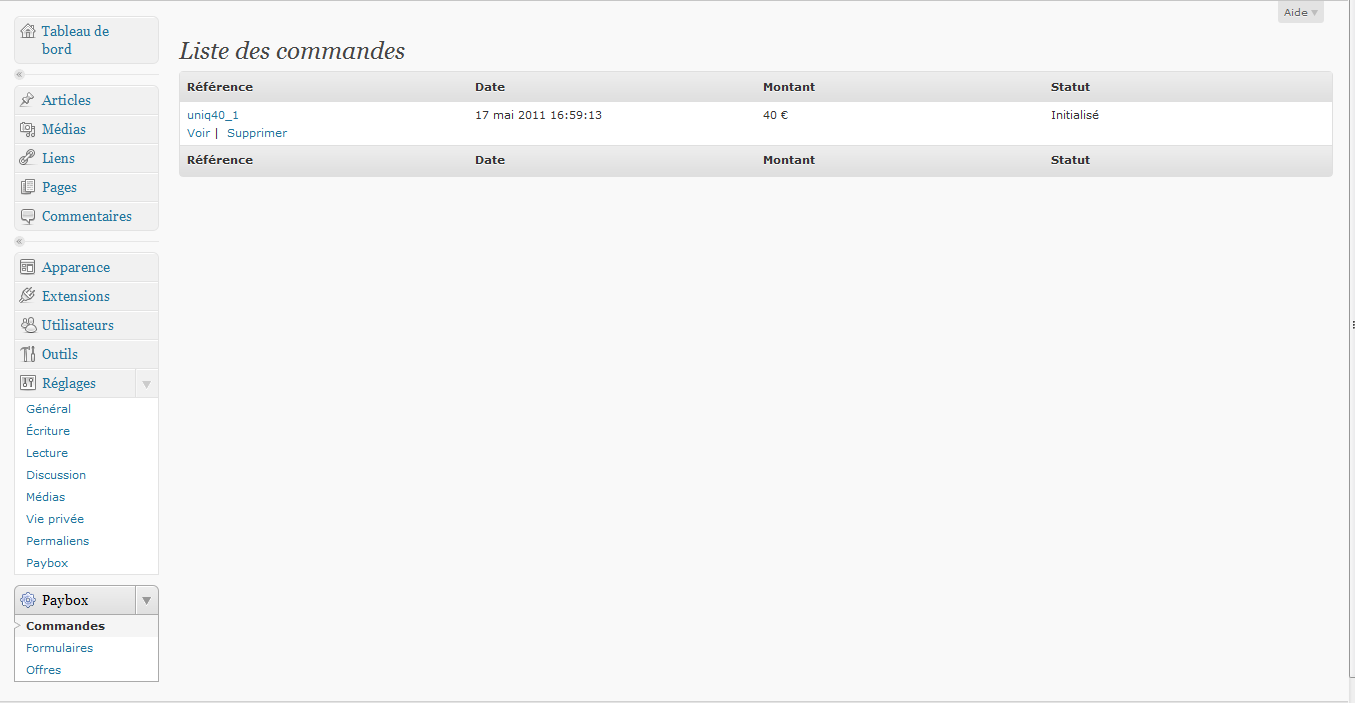 Aide
Tableau de
bord
Articles
Médias
Liens
Pages
Commentaires
Apparence
Extensions
Utilisateurs
Outils
Réglages
Général
Écriture
Lecture
Discussion
Médias
Vie privée
Permaliens
Paybox
Paybox
Commandes
Formulaires
Offres
Liste des commandes
Référence Date Montant Statut
uniq40_1 17 mai 2011 16:59:13 40 € Initialisé
Voir | Supprimer
Référence Date Montant Statut